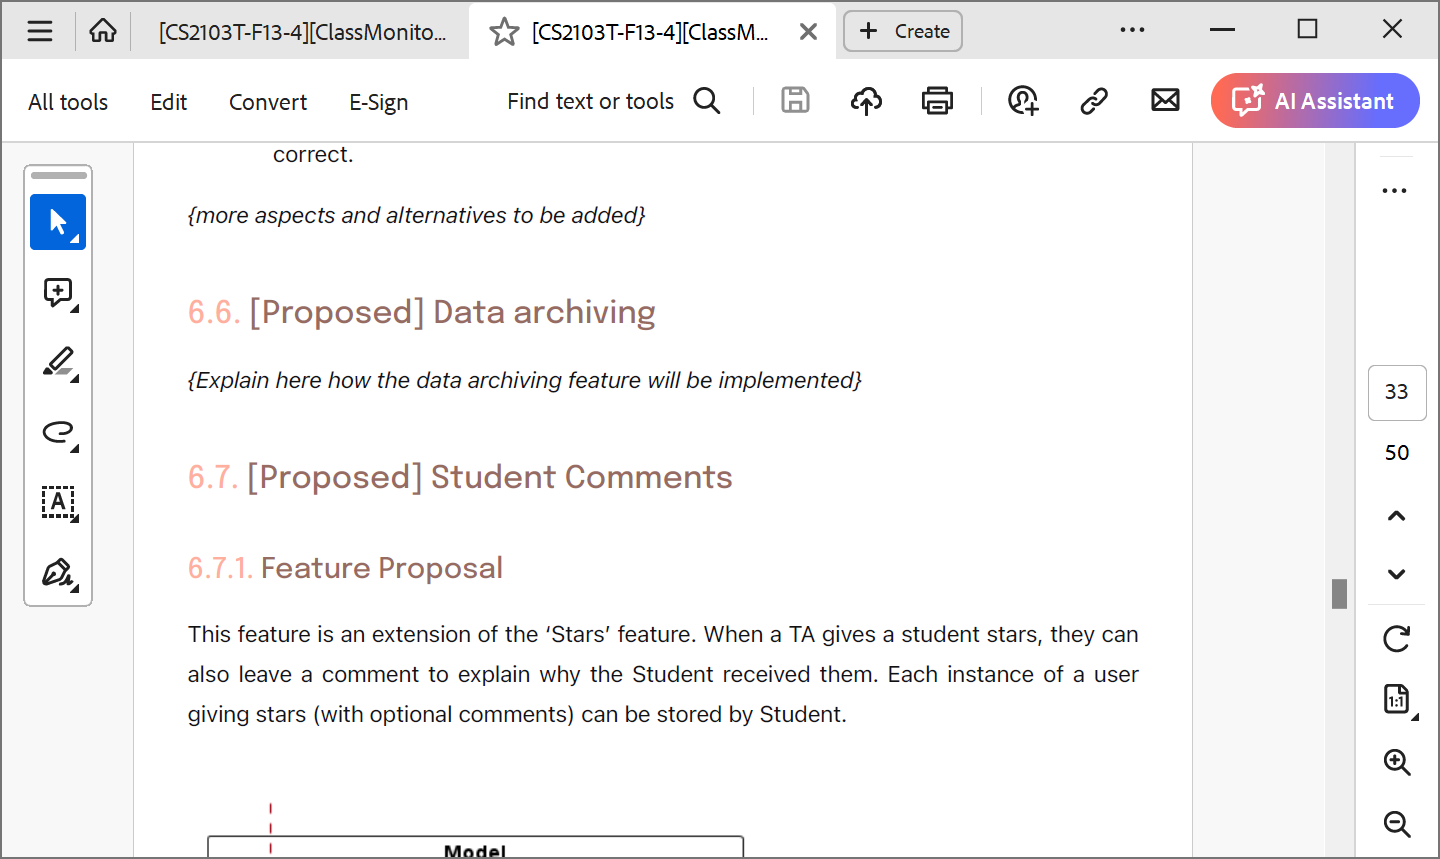 [CS2103T-F13-4][ClassMonito...
[CS2103T-F13-4][ClassM...
Create
All tools
Edit
Convert
E-Sign
Find text or tools
AI Assistant
correct.
{more aspects and alternatives to be added}
6.6. [Proposed] Data archiving
{Explain here how the data archiving feature will be implemented}
6.7. [Proposed] Student Comments
6.7.1. Feature Proposal
This feature is an extension of the ‘Stars’ feature. When a TA gives a student stars, they can
also leave a comment to explain why the Student received them. Each instance of a user
giving stars (with optional comments) can be stored by Student.
Model
33
50
A
1:1